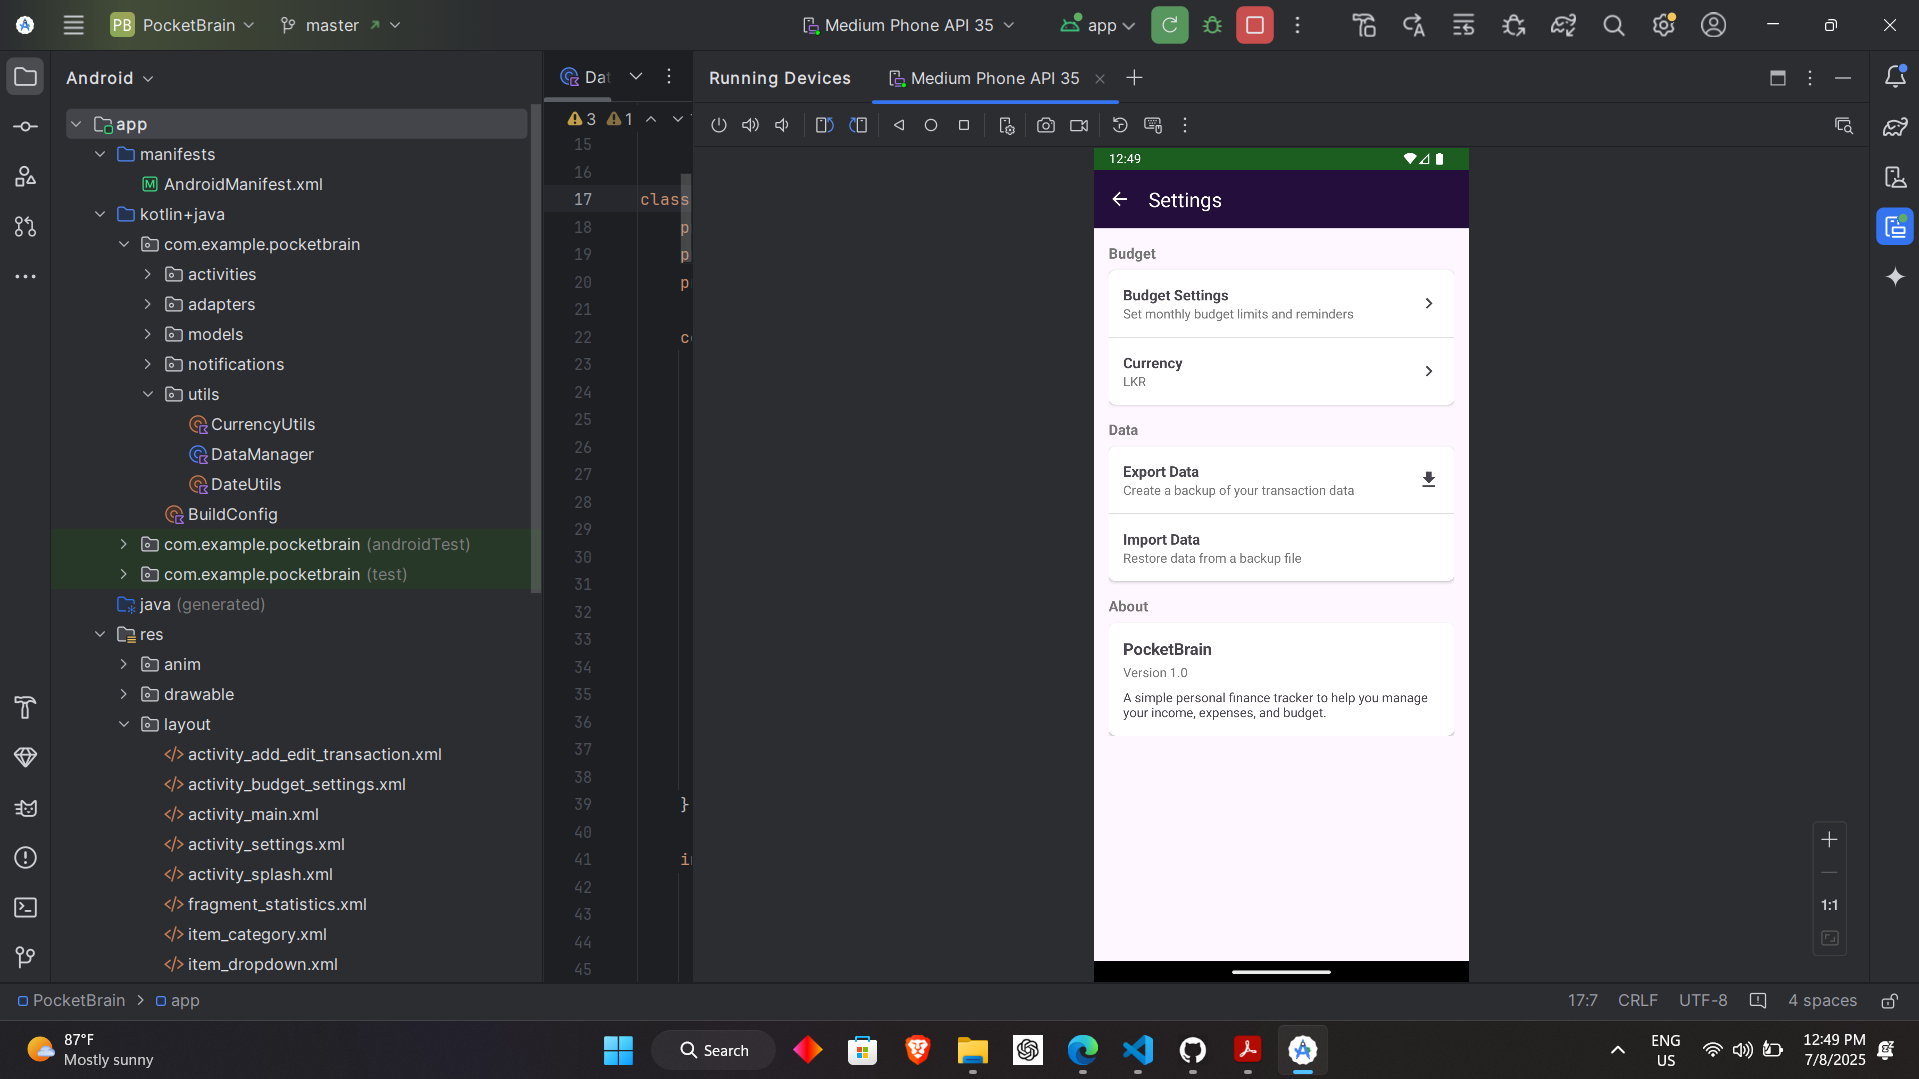 PB PocketBrain master
Medium Phone API 35 app
Android
Dat
Running Devices Medium Phone API 35
app
3 1
manifests
AndroidManifest.xml
kotlin+java
com.example.pocketbrain
activities
adapters
models
notifications
utils
CurrencyUtils
DataManager
DateUtils
BuildConfig
com.example.pocketbrain (androidTest)
com.example.pocketbrain (test)
java (generated)
res
anim
drawable
layout
activity_add_edit_transaction.xml
activity_budget_settings.xml
activity_main.xml
activity_settings.xml
activity_splash.xml
fragment_statistics.xml
item_category.xml
item_dropdown.xml
15
16
17 class
18 p
19 p
20 p
21
22 c
23
24
25
26
27
28
29
30
31
32
33
34
35
36
37
38
39 }
40
41 i
42
43
44
45
12:49
Settings
Budget
Budget Settings
Set monthly budget limits and reminders
Currency
LKR
Data
Export Data
Create a backup of your transaction data
Import Data
Restore data from a backup file
About
PocketBrain
Version 1.0
A simple personal finance tracker to help you manage
your income, expenses, and budget.
1:1
PocketBrain > app
17:7 CRLF UTF-8 4 spaces
87°F
Mostly sunny
Search
ENG
US
12:49 PM
7/8/2025